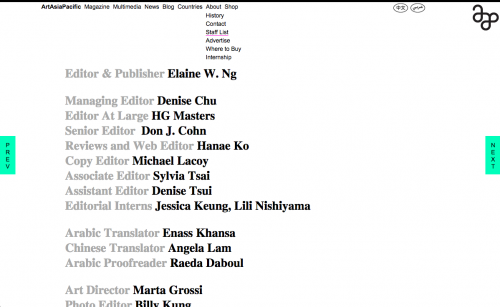 ArtAsiaPacific Magazine Multimedia News Blog Countries About Shop
History
Contact
Staff List
Advertise
Where to Buy
Internship
中文
عربي
Editor & Publisher Elaine W. Ng
Managing Editor Denise Chu
Editor At Large HG Masters
Senior Editor Don J. Cohn
Reviews and Web Editor Hanae Ko
Copy Editor Michael Lacoy
Associate Editor Sylvia Tsai
Assistant Editor Denise Tsui
Editorial Interns Jessica Keung, Lili Nishiyama
Arabic Translator Enass Khansa
Chinese Translator Angela Lam
Arabic Proofreader Raeda Daboul
Art Director Marta Grossi
Photo Editor Billy Kung
PREV
NEXT